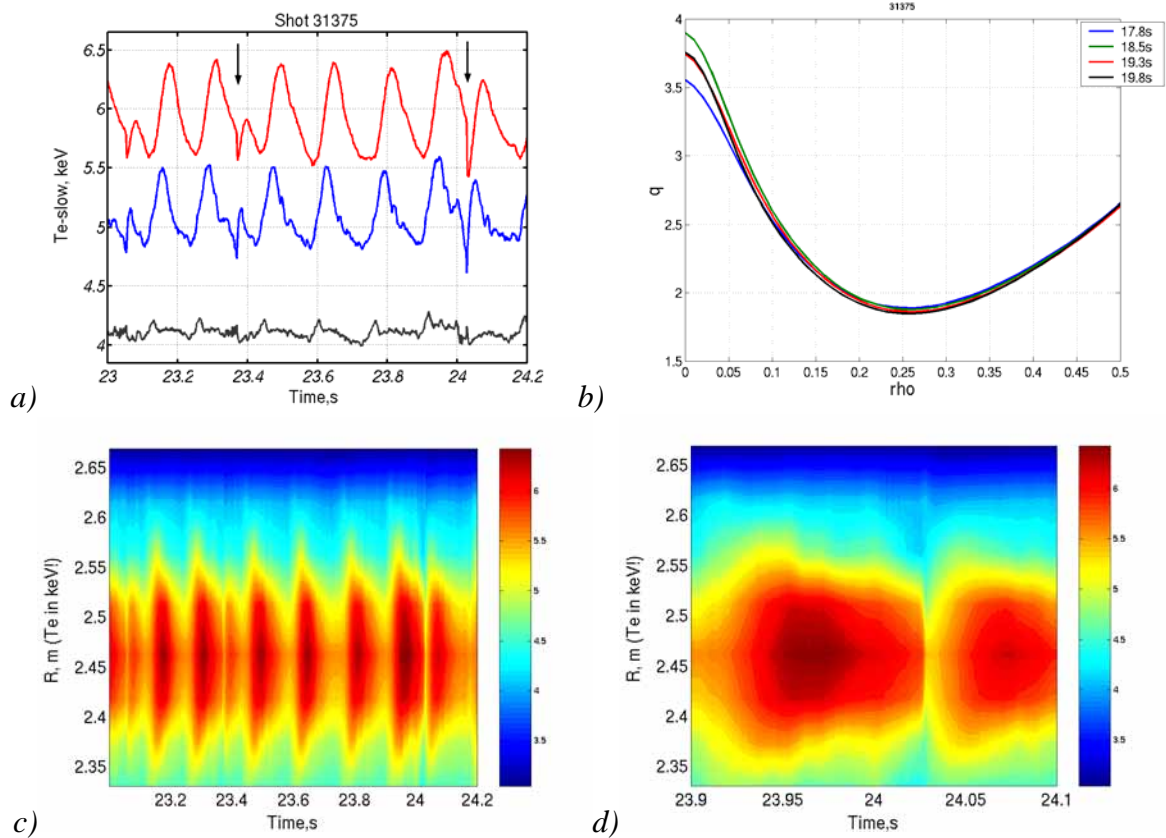 Shot 31375
Te-slow, keV
6.5
6
5.5
5
4.5
4
23 23.2 23.4 23.6 23.8 24 24.2
Time,s
a)
31375
17.8s
18.5s
19.3s
19.8s
q
4
3.5
3
2.5
2
1.5
0 0.05 0.1 0.15 0.2 0.25 0.3 0.35 0.4 0.45 0.5
rho
b)
R, m (Te in keV!)
2.65
2.6
2.55
2.5
2.45
2.4
2.35
23.2 23.4 23.6 23.8 24 24.2
Time,s
6
5.5
5
4.5
4
3.5
c)
R, m (Te in keV!)
2.65
2.6
2.55
2.5
2.45
2.4
2.35
23.9 23.95 24 24.05 24.1
Time,s
6
5.5
5
4.5
4
3.5
d)